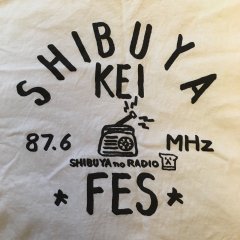 SHIBUYA
KEI
87.6 MHz
SHIBUYA no RADIO
FES